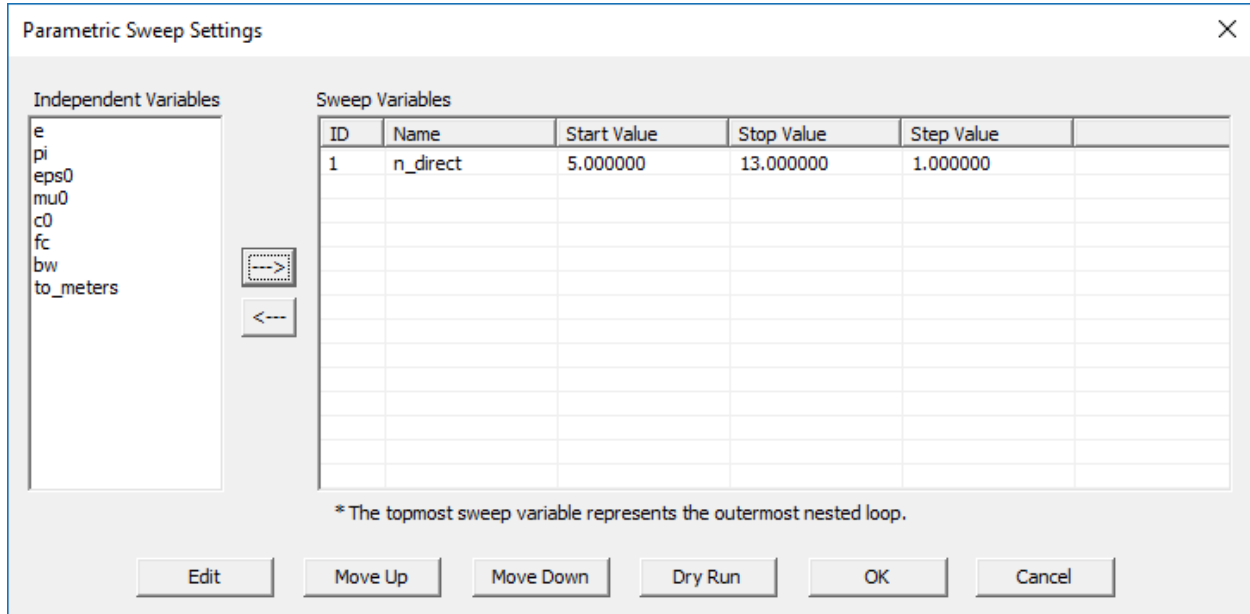 Parametric Sweep Settings
Independent Variables
e
pi
eps0
mu0
c0
fc
bw
to_meters
--->
<---
Sweep Variables
ID Name Start Value Stop Value Step Value
1 n_direct 5.000000 13.000000 1.000000
* The topmost sweep variable represents the outermost nested loop.
Edit Move Up Move Down Dry Run OK Cancel